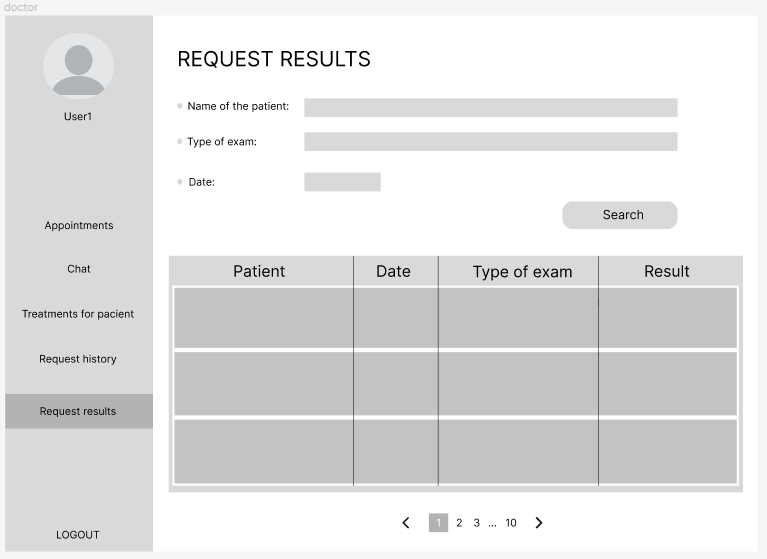 doctor
User1
Appointments
Chat
Treatments for pacient
Request history
Request results
LOGOUT
REQUEST RESULTS
Name of the patient:
Type of exam:
Date:
Search
Patient Date Type of exam Result
1 2 3 ... 10